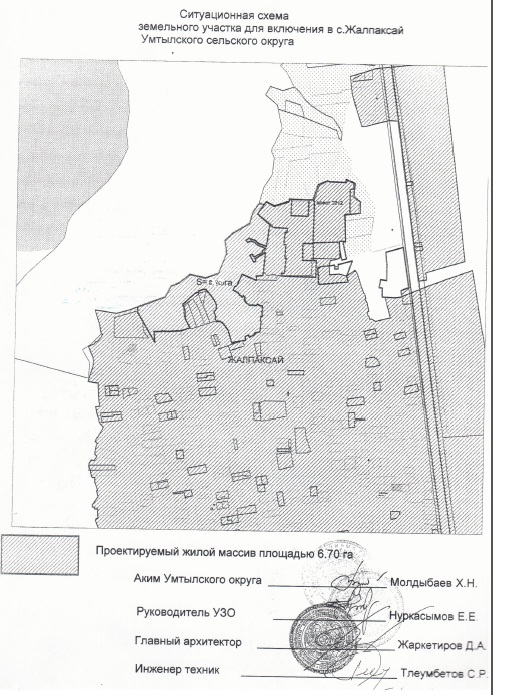 Ситуационная схема
земельного участка для включения в с.Жалпаксай
Умтылского сельского округа
ЖАЛПАКСАЙ
Проектируемый жилой массив площадью 6.70 га
Аким Умтылского округа Молдыбаев Х.Н.
Руководитель УЗО Нуркасымов Е.Е.
Главный архитектор Жаркетиров Д.А.
Инженер техник Тлеумбетов С.Р.